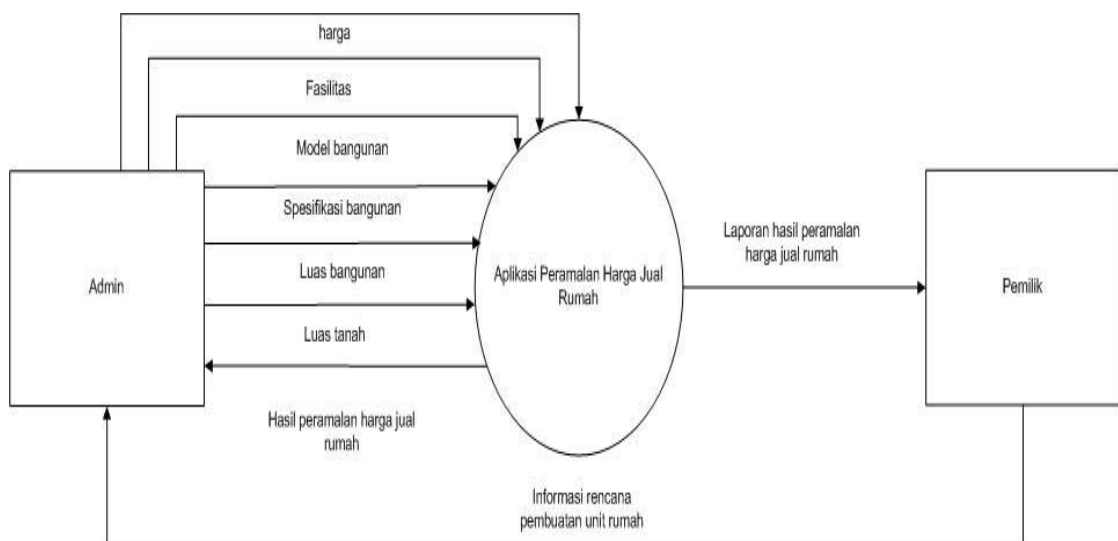 harga
Fasilitas
Model bangunan
Spesifikasi bangunan
Luas bangunan
Luas tanah
Admin
Aplikasi Peramalan Harga Jual
Rumah
Laporan hasil peramalan
harga jual rumah
Pemilik
Hasil peramalan harga jual
rumah
Informasi rencana
pembuatan unit rumah